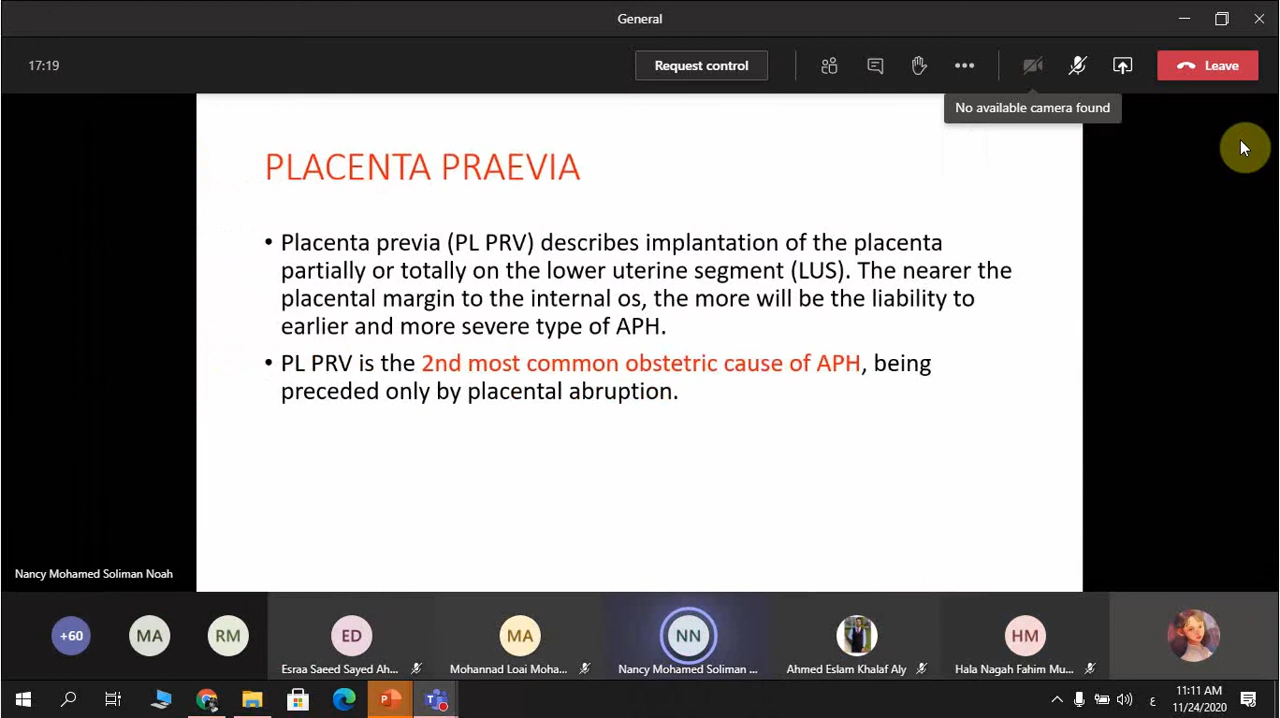 General
17:19
Request control
Leave
No available camera found
PLACENTA PRAEVIA
• Placenta previa (PL PRV) describes implantation of the placenta
partially or totally on the lower uterine segment (LUS). The nearer the
placental margin to the internal os, the more will be the liability to
earlier and more severe type of APH.
• PL PRV is the 2nd most common obstetric cause of APH, being
preceded only by placental abruption.
Nancy Mohamed Soliman Noah
+60
MA
RM
ED
MA
NN
HM
Esraa Saeed Sayed Ah...
Mohannad Loai Moha...
Nancy Mohamed Soliman ...
Ahmed Eslam Khalaf Aly
Hala Nagah Fahim Mu...
ع
11:11 AM
11/24/2020